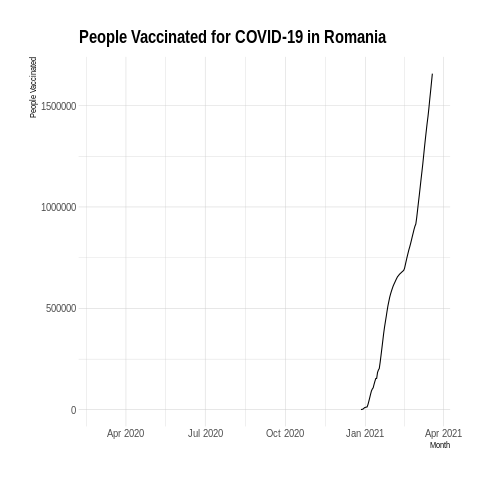 People Vaccinated for COVID-19 in Romania
People Vaccinated
1500000
1000000
500000
0
Apr 2020 Jul 2020 Oct 2020 Jan 2021 Apr 2021
Month